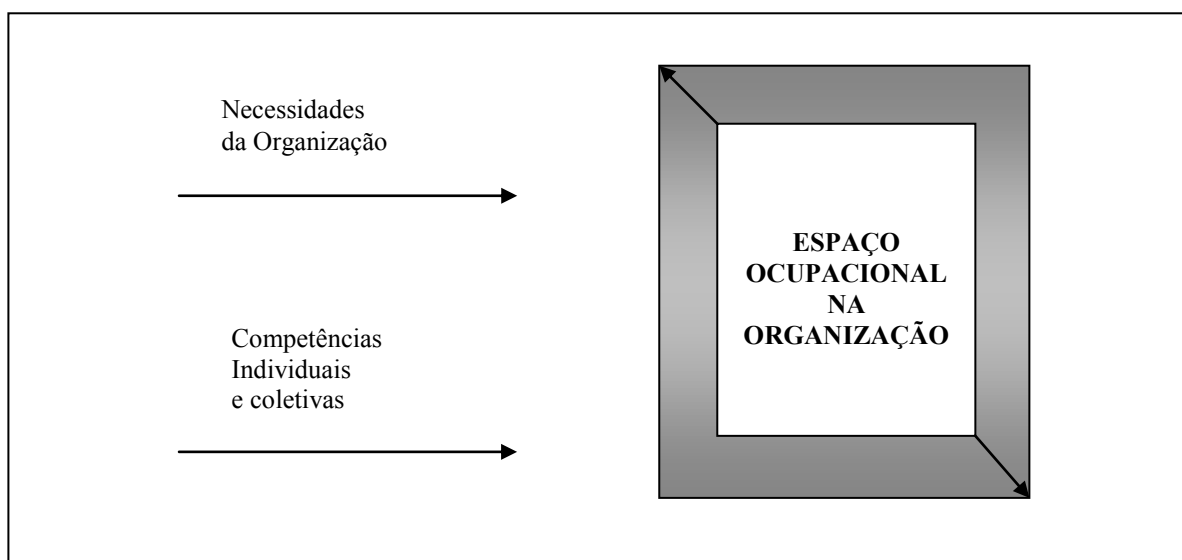 Necessidades
da Organização
Competências
Individuais
e coletivas
ESPAÇO
OCUPACIONAL
NA
ORGANIZAÇÃO